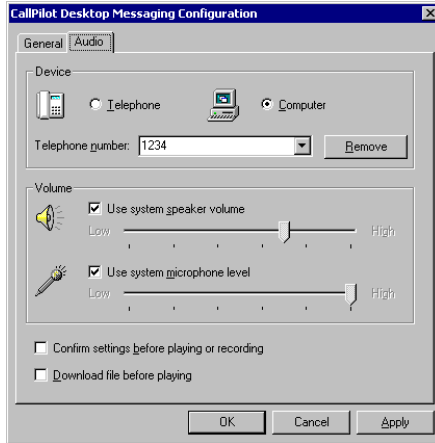 CallPilot Desktop Messaging Configuration
General Audio
Device
Telephone Computer
Telephone number: 1234 Remove
Volume
Use system speaker volume
Low High
Use system microphone level
Low High
Confirm settings before playing or recording
Download file before playing
OK Cancel Apply